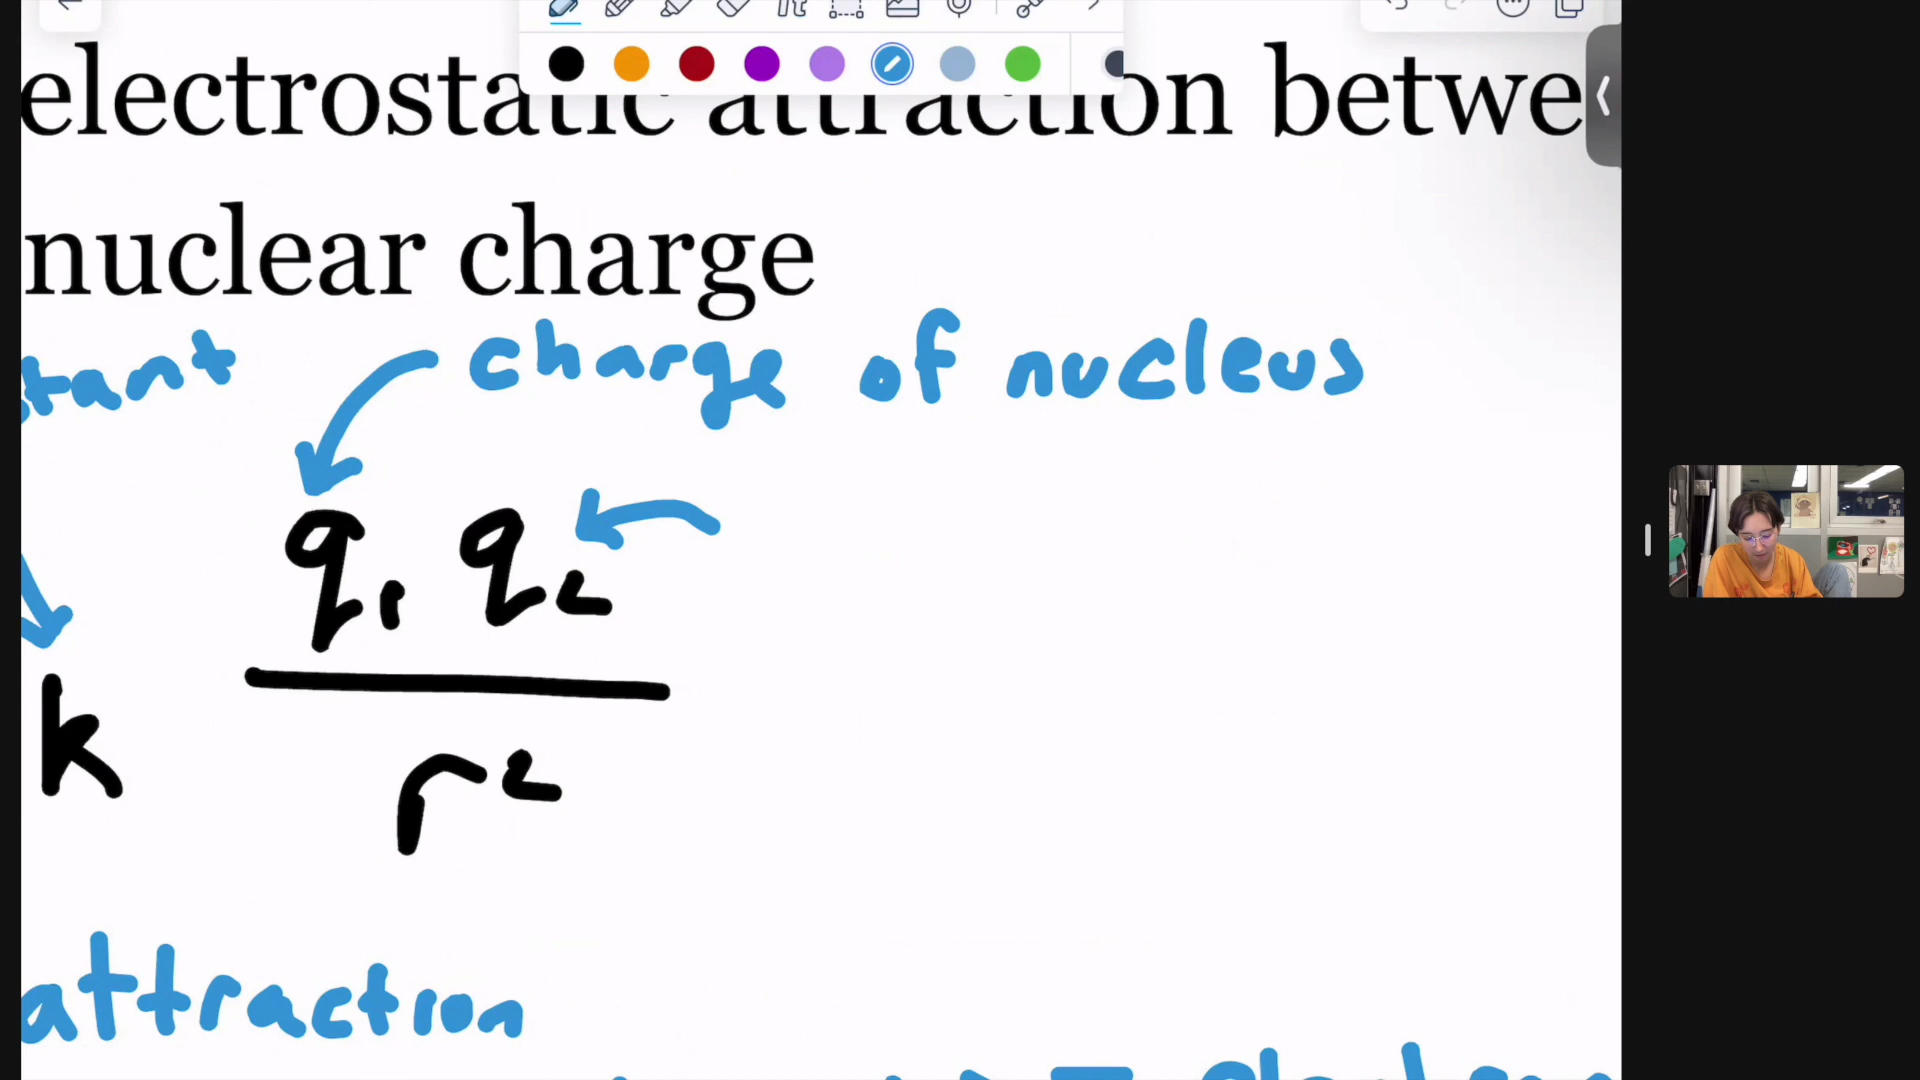 electrostatic attraction betwe
nuclear charge
tant
charge of nucleus
q₁ q₂
k
r²
attraction